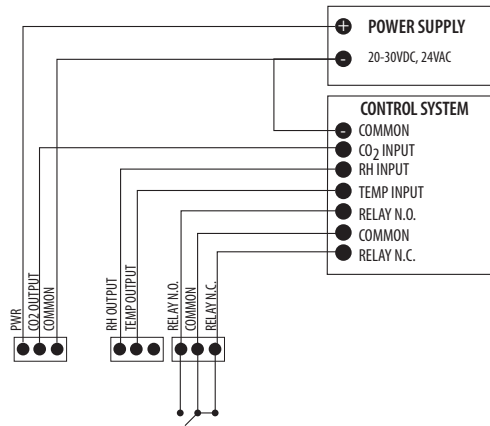 + POWER SUPPLY
- 20-30VDC, 24VAC
CONTROL SYSTEM
- COMMON
CO2 INPUT
RH INPUT
TEMP INPUT
RELAY N.O.
COMMON
RELAY N.C.
PWR
CO2 OUTPUT
COMMON
RH OUTPUT
TEMP OUTPUT
RELAY N.O.
COMMON
RELAY N.C.